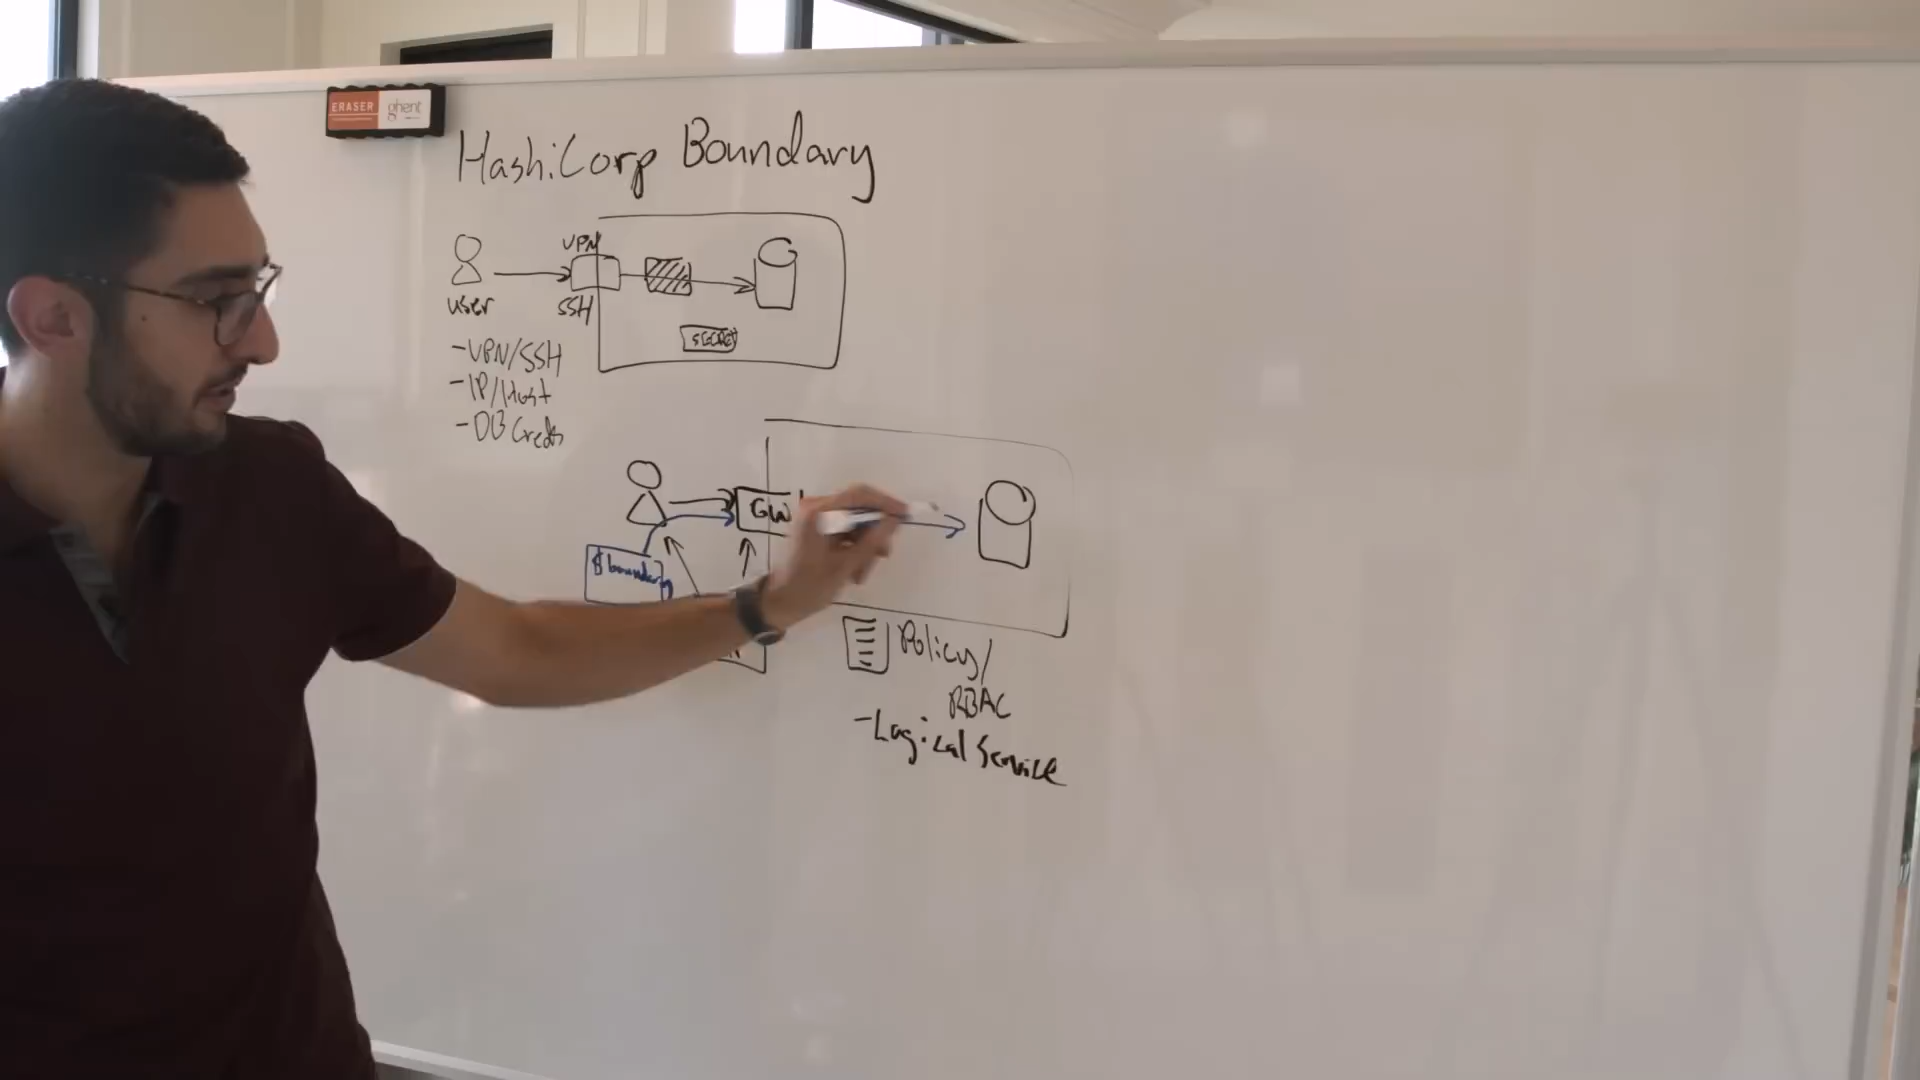 ERASER
ghent
HashiCorp Boundary
VPN
user
SSH
SECRET
-VPN/SSH
-IP/Host
-DB Creds
GW
$ boundary
Policy/
RBAC
-Logical Service